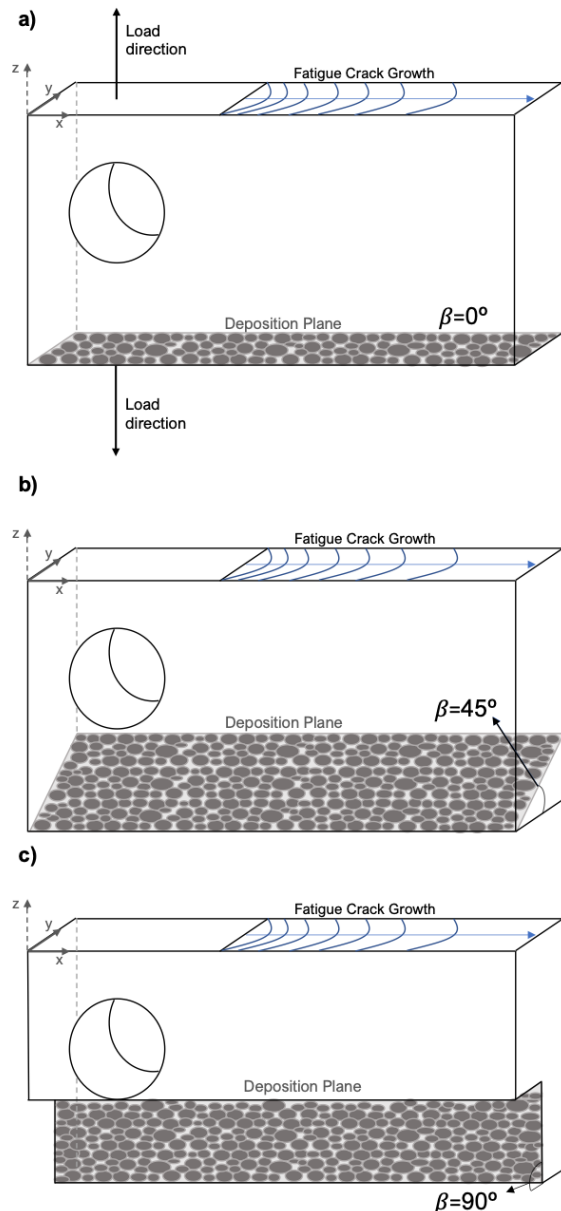 a)
Load
direction
Fatigue Crack Growth
z
y
x
Deposition Plane
β=0º
Load
direction
b)
Fatigue Crack Growth
z
y
x
Deposition Plane
β=45º
c)
Fatigue Crack Growth
z
y
x
Deposition Plane
β=90º